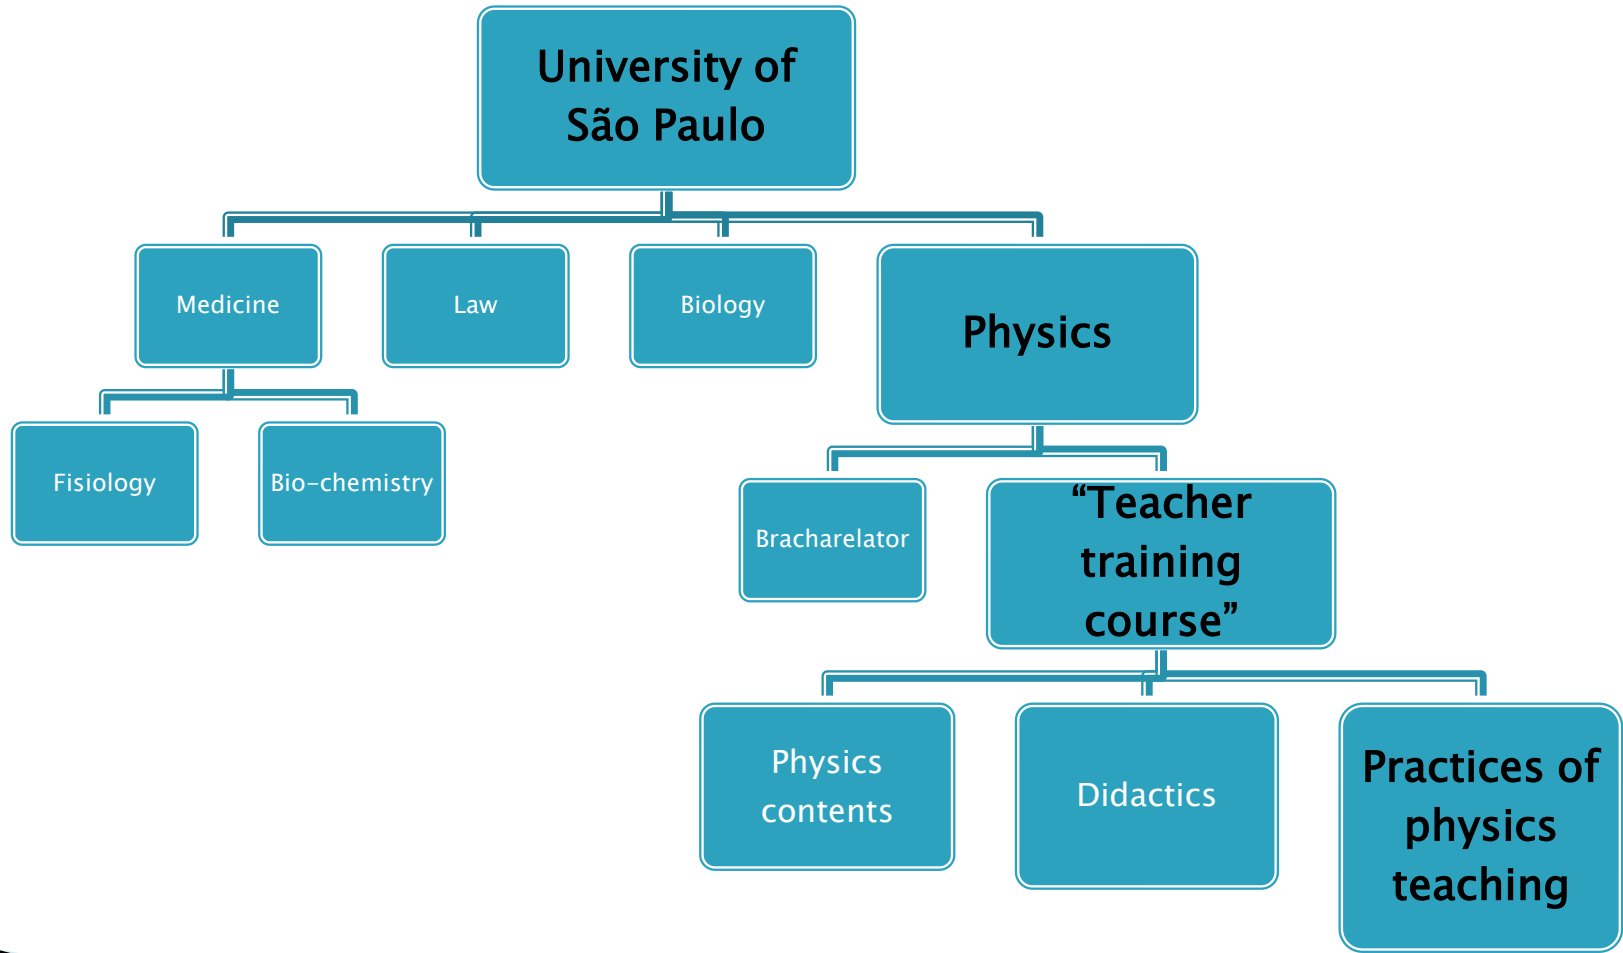 University of
São Paulo
Medicine
Law
Biology
Physics
Fisiology
Bio-chemistry
Bracharelator
“Teacher
training
course”
Physics
contents
Didactics
Practices of
physics
teaching